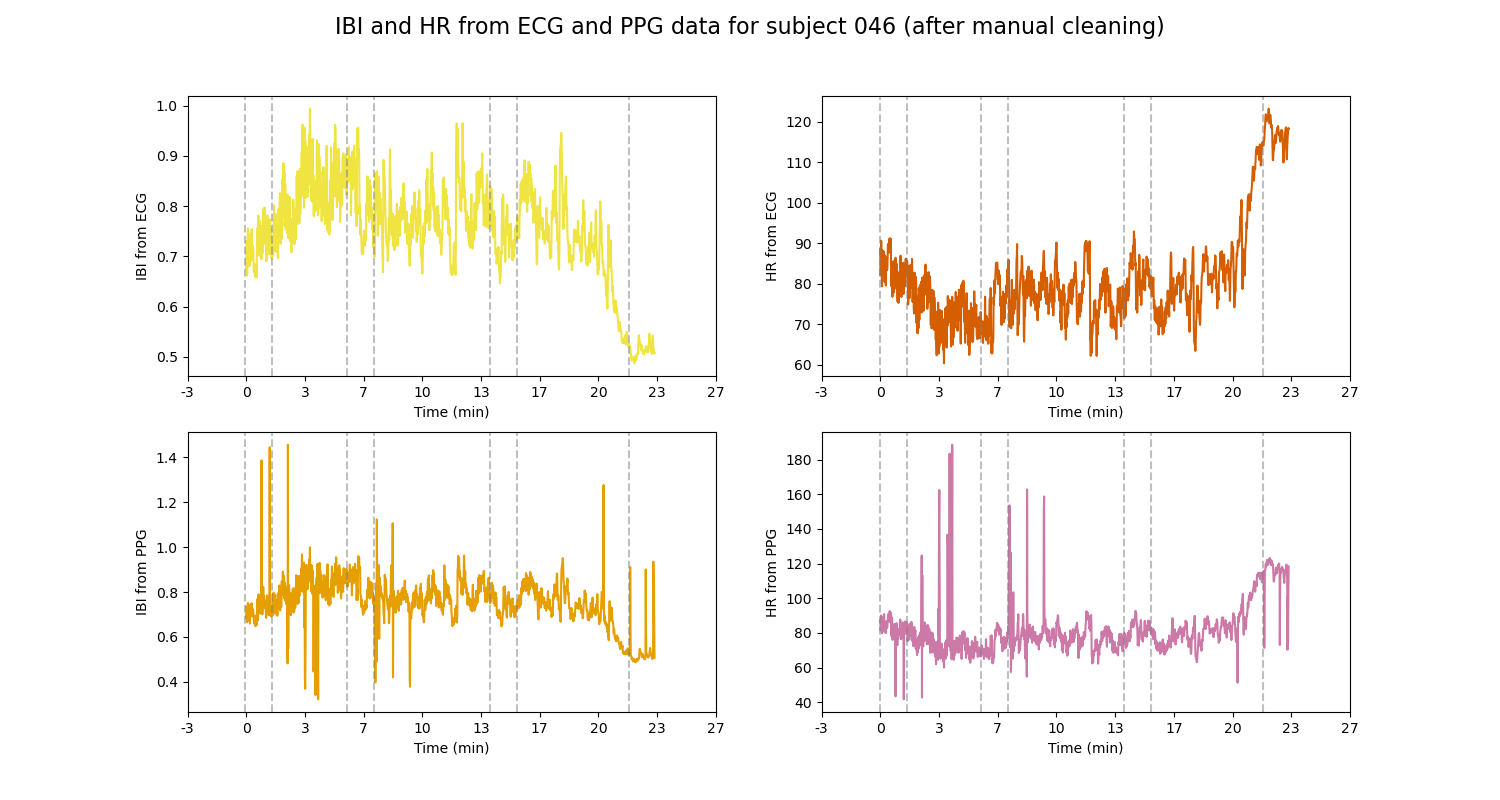 IBI and HR from ECG and PPG data for subject 046 (after manual cleaning)
IBI from ECG
1.0
0.9
0.8
0.7
0.6
0.5
-3 0 3 7 10 13 17 20 23 27
Time (min)
HR from ECG
120
110
100
90
80
70
60
-3 0 3 7 10 13 17 20 23 27
Time (min)
IBI from PPG
1.4
1.2
1.0
0.8
0.6
0.4
-3 0 3 7 10 13 17 20 23 27
Time (min)
HR from PPG
180
160
140
120
100
80
60
40
-3 0 3 7 10 13 17 20 23 27
Time (min)